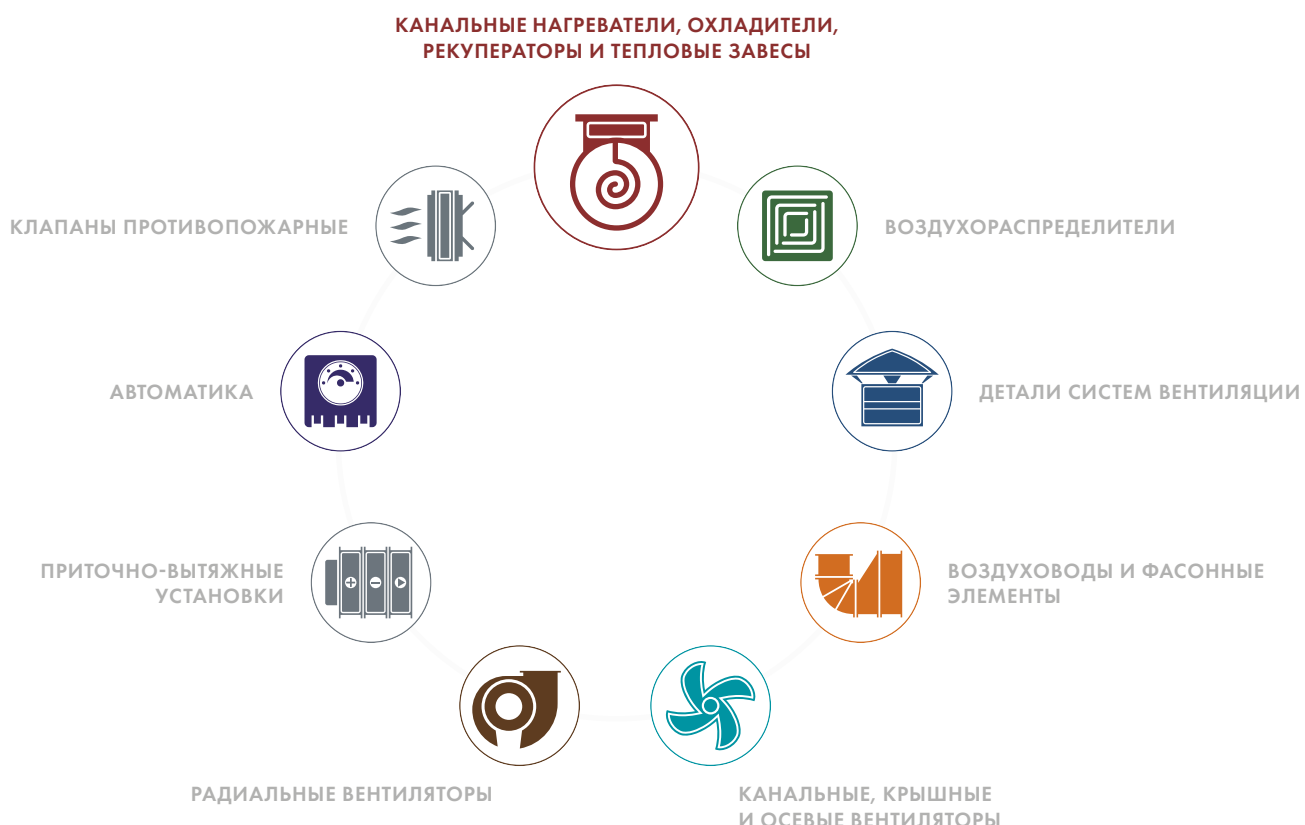 КАНАЛЬНЫЕ НАГРЕВАТЕЛИ, ОХЛАДИТЕЛИ,
РЕКУПЕРАТОРЫ И ТЕПЛОВЫЕ ЗАВЕСЫ
КЛАПАНЫ ПРОТИВОПОЖАРНЫЕ
ВОЗДУХОРАСПРЕДЕЛИТЕЛИ
АВТОМАТИКА
ДЕТАЛИ СИСТЕМ ВЕНТИЛЯЦИИ
ПРИТОЧНО-ВЫТЯЖНЫЕ
УСТАНОВКИ
ВОЗДУХОВОДЫ И ФАСОННЫЕ
ЭЛЕМЕНТЫ
РАДИАЛЬНЫЕ ВЕНТИЛЯТОРЫ
КАНАЛЬНЫЕ, КРЫШНЫЕ
И ОСЕВЫЕ ВЕНТИЛЯТОРЫ